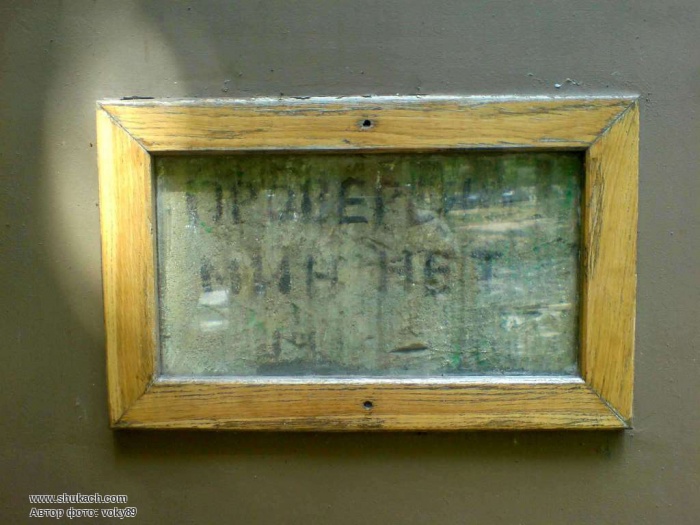 ПРОВЕРЕНО
МИН НЕТ
www.shukach.com
Автор фото: voky89